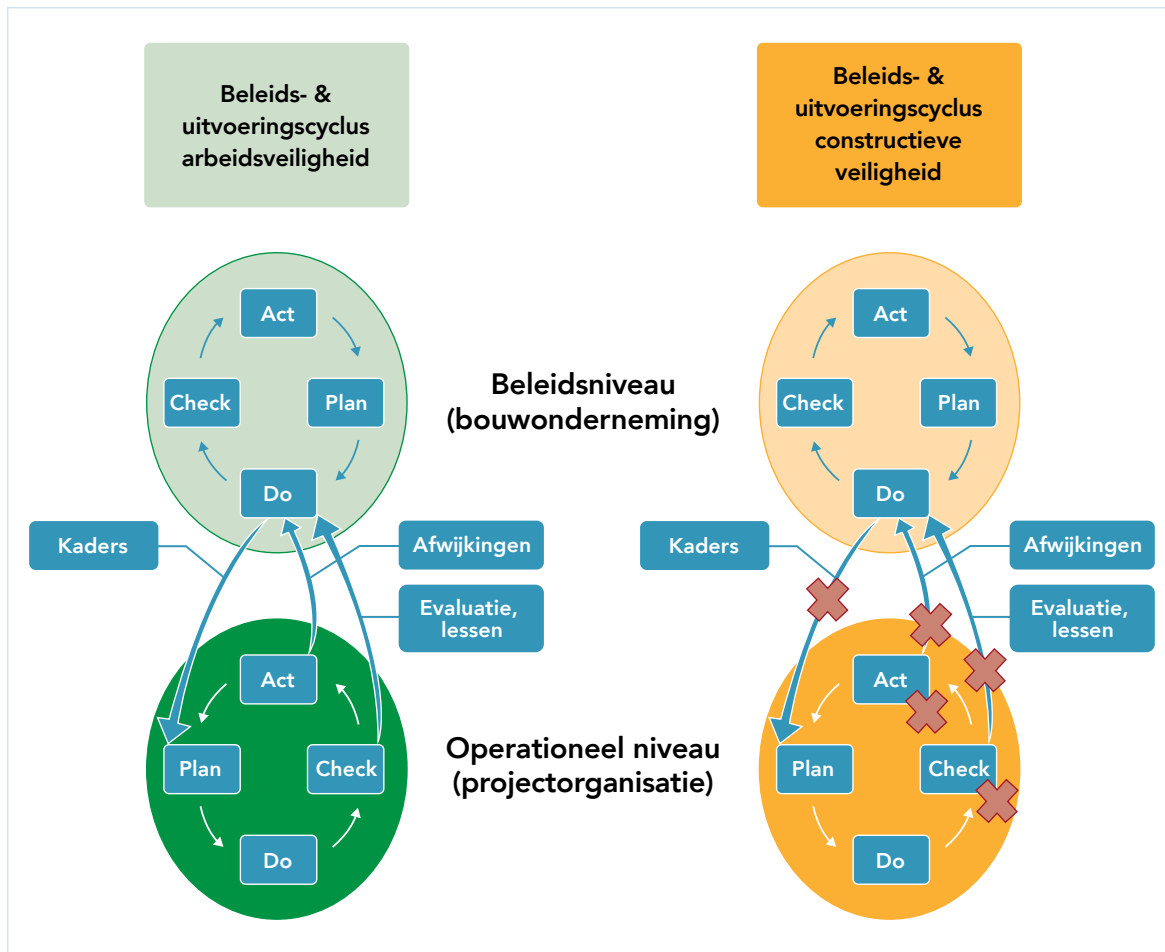 Beleids- &
uitvoeringscyclus
arbeidsveiligheid
Beleids- &
uitvoeringscyclus
constructieve
veiligheid
Act
Check
Plan
Do
Beleidsniveau
(bouwonderneming)
Act
Check
Plan
Do
Kaders
Afwijkingen
Evaluatie,
lessen
Kaders
Afwijkingen
Evaluatie,
lessen
Act
Plan
Check
Do
Operationeel niveau
(projectorganisatie)
Act
Plan
Check
Do